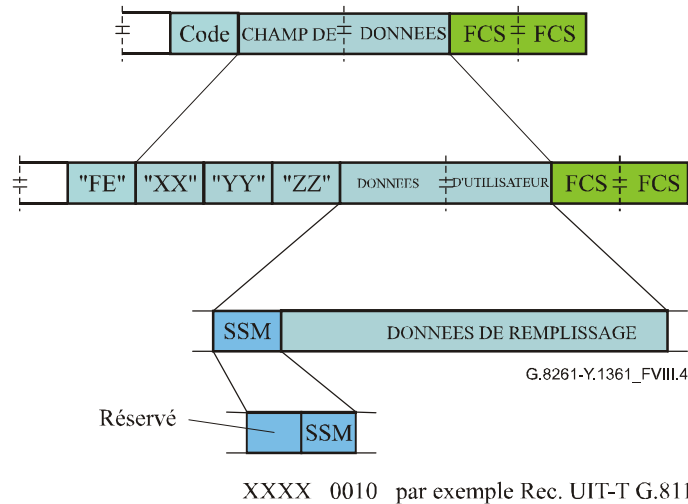 Code CHAMP DE DONNEES FCS FCS
"FE" "XX" "YY" "ZZ" DONNEES D'UTILISATEUR FCS FCS
SSM DONNEES DE REMPLISSAGE
G.8261-Y.1361_FVIII.4
Réservé SSM
XXXX 0010 par exemple Rec. UIT-T G.811